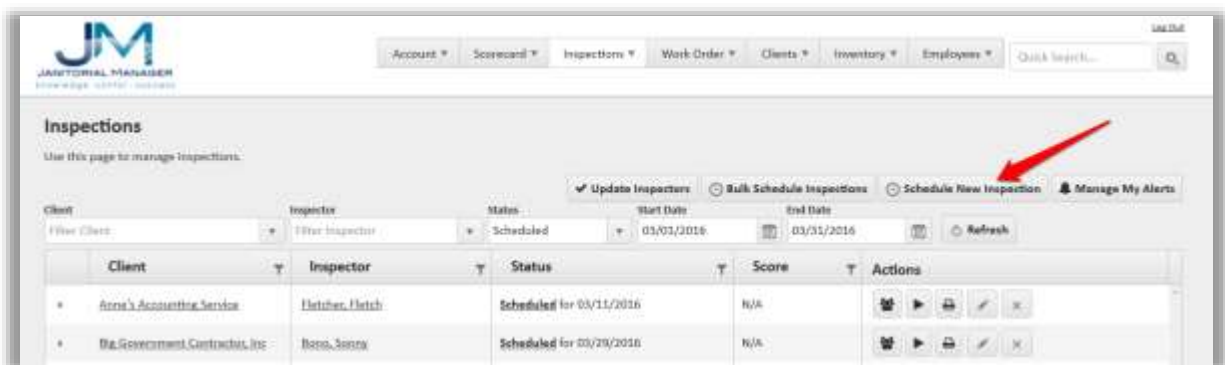 Log Out
JM
Account Scorecard Inspections Work Order Clients Inventory Employees Quick Search...
JANITORIAL MANAGER
Inspections
Use this page to manage Inspections.
Update Inspectors Bulk Schedule Inspections Schedule New Inspection Manage My Alerts
Client Inspector Status Start Date End Date
Filter Client Filter Inspector Scheduled 03/31/2016 Refresh
Client Inspector Status Score Actions
Anne's Accounting Service Fletcher, Fletch Scheduled for 03/11/2016 N/A
Big Government Contractor, Inc Bono, Sonny Scheduled for 03/29/2016 N/A